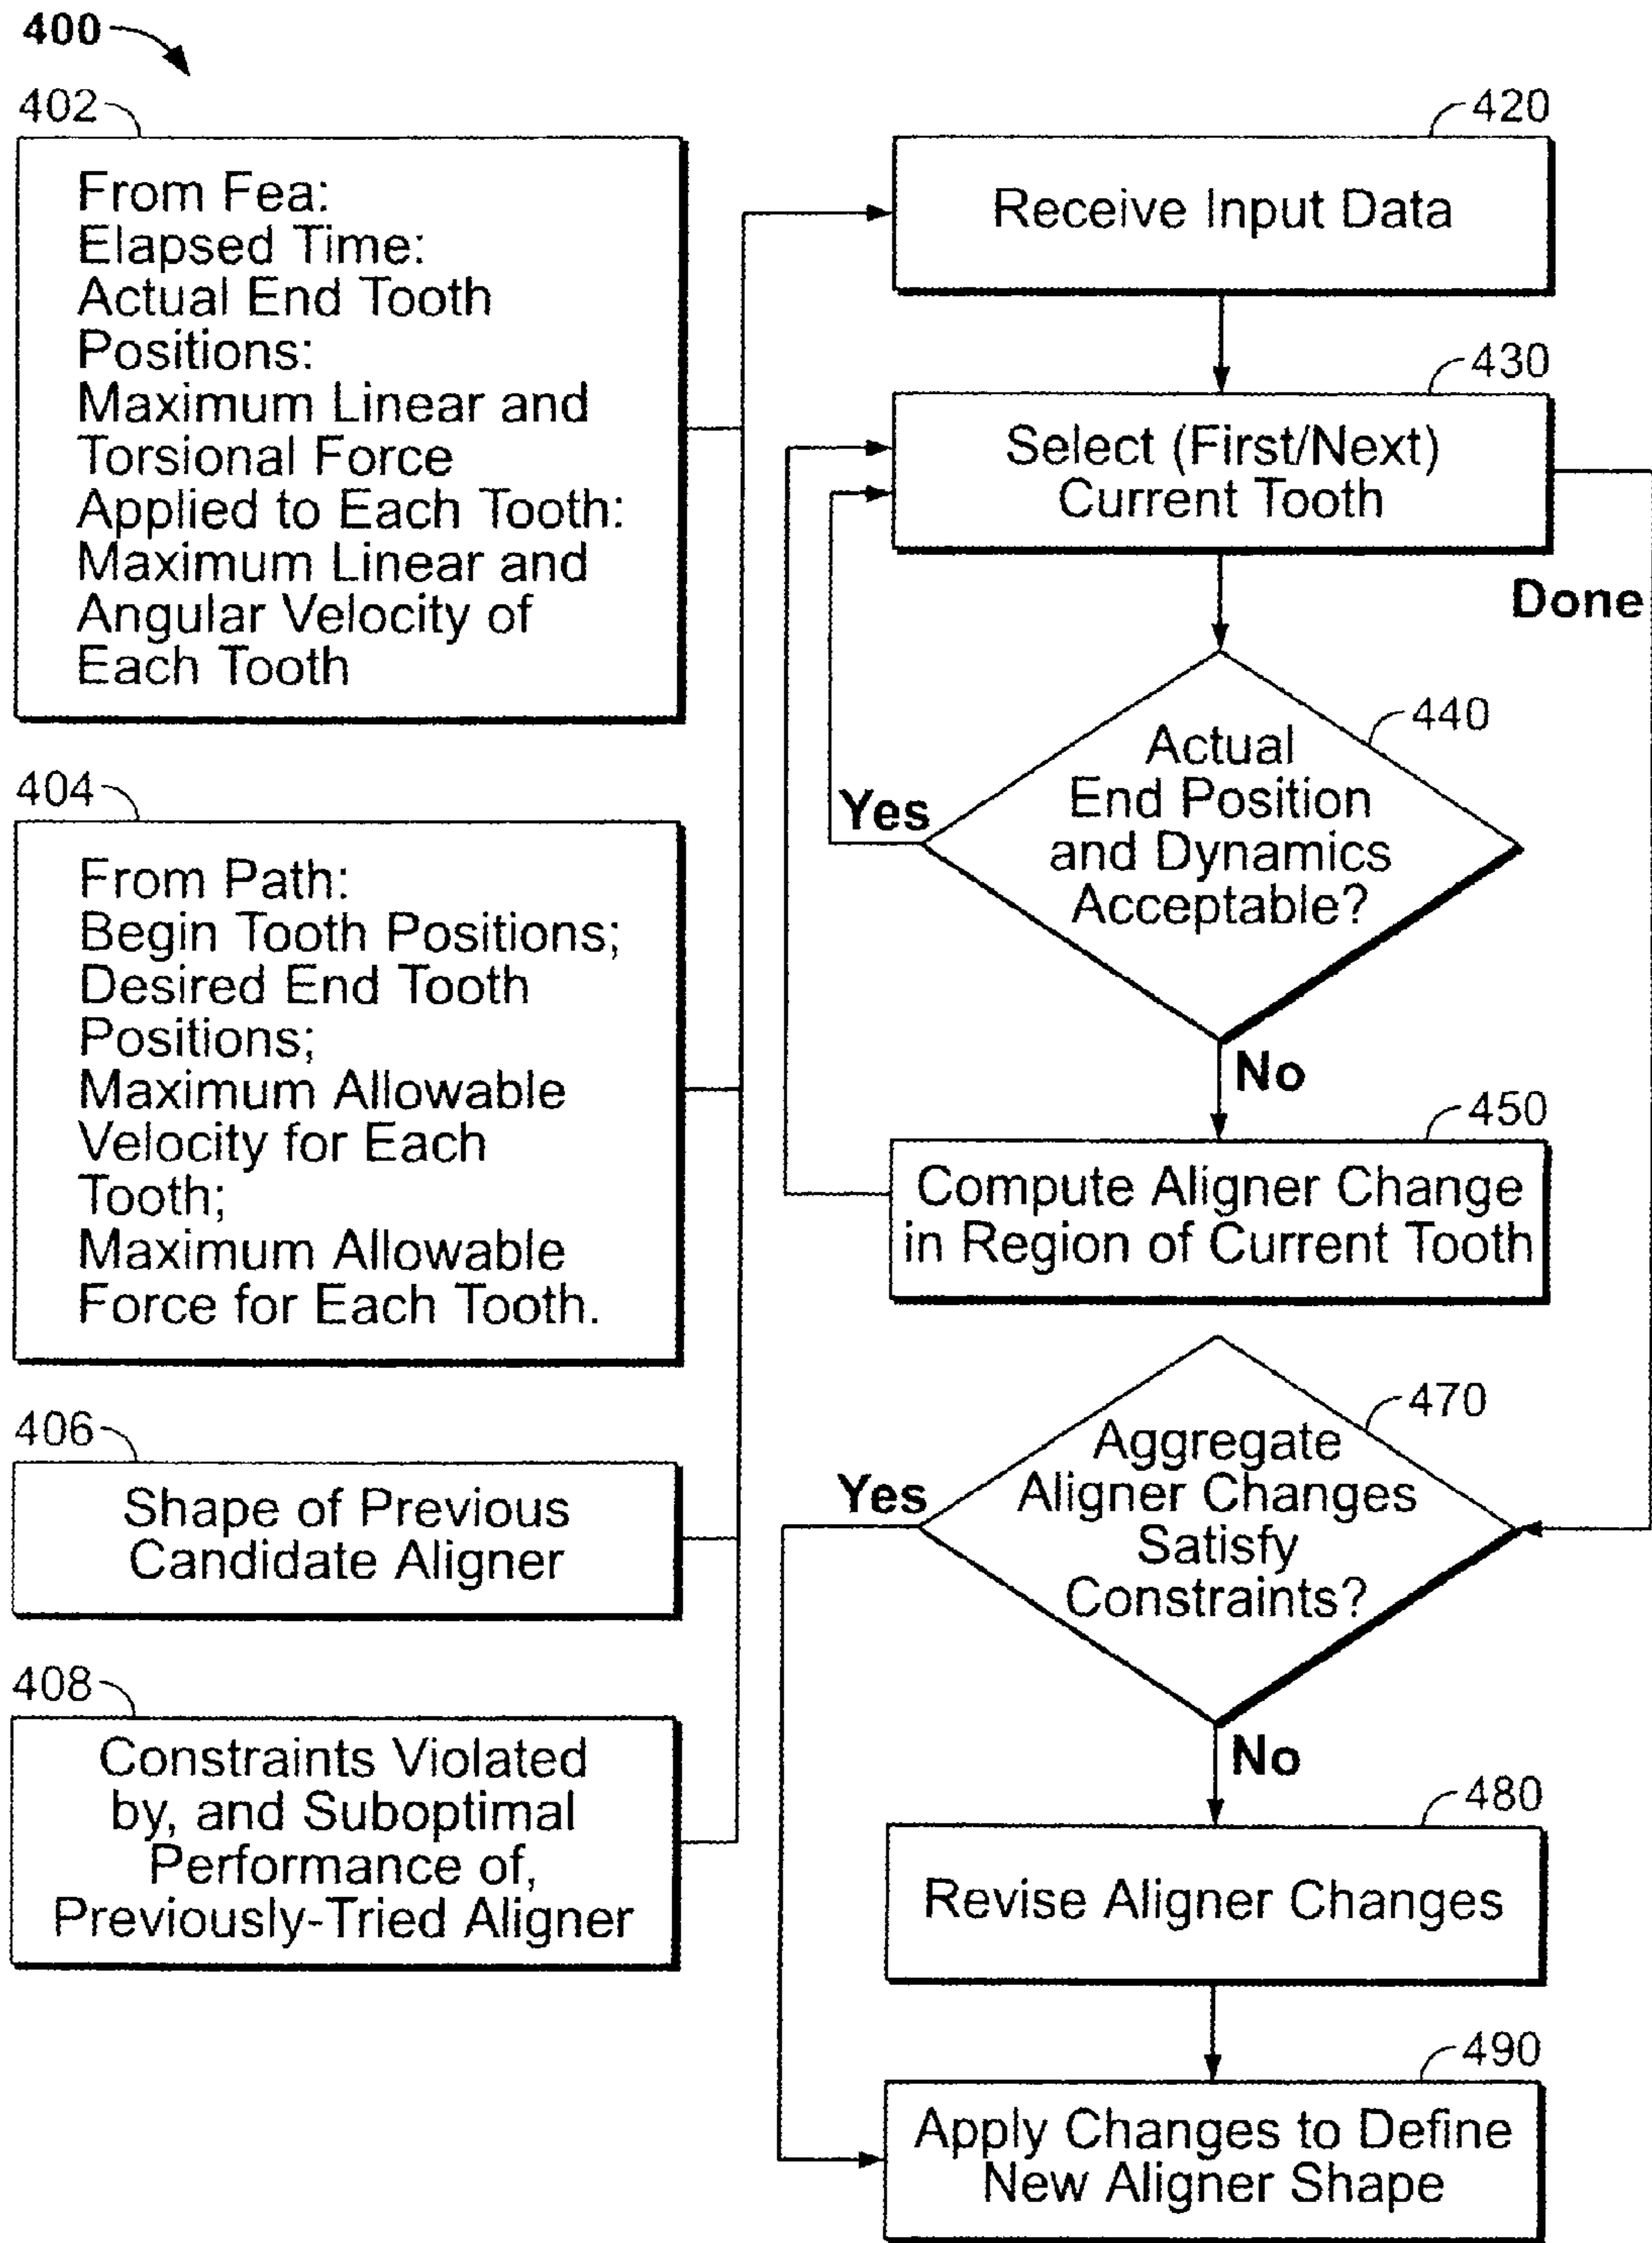 400
402
From Fea:
Elapsed Time:
Actual End Tooth
Positions:
Maximum Linear and
Torsional Force
Applied to Each Tooth:
Maximum Linear and
Angular Velocity of
Each Tooth
404
From Path:
Begin Tooth Positions;
Desired End Tooth
Positions;
Maximum Allowable
Velocity for Each
Tooth;
Maximum Allowable
Force for Each Tooth.
406
Shape of Previous
Candidate Aligner
408
Constraints Violated
by, and Suboptimal
Performance of,
Previously-Tried Aligner
420
Receive Input Data
430
Select (First/Next)
Current Tooth
Done
440
Actual
End Position
and Dynamics
Acceptable?
Yes
No
450
Compute Aligner Change
in Region of Current Tooth
470
Aggregate
Aligner Changes
Satisfy
Constraints?
Yes
No
480
Revise Aligner Changes
490
Apply Changes to Define
New Aligner Shape